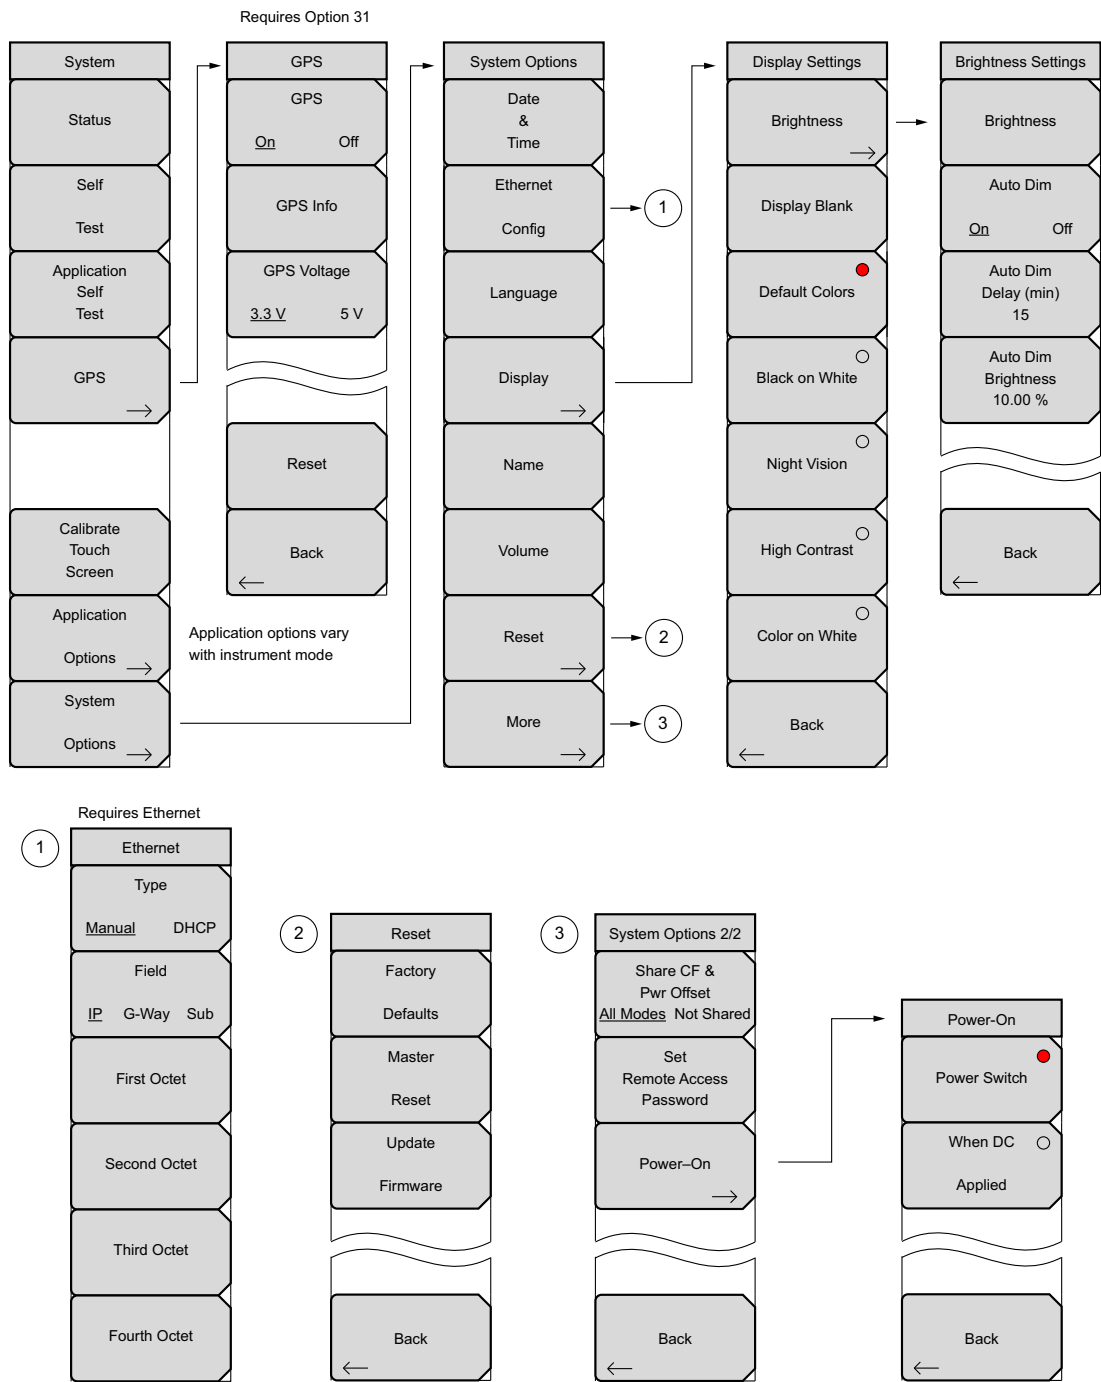 Requires Option 31
System
Status
Self
Test
Application
Self
Test
GPS
Calibrate
Touch
Screen
Application
Options
System
Options
Application options vary
with instrument mode
GPS
GPS
On Off
GPS Info
GPS Voltage
3.3 V 5 V
Reset
Back
System Options
Date
&
Time
Ethernet
Config
1
Language
Display
Name
Volume
Reset
2
More
3
Display Settings
Brightness
Display Blank
Default Colors
Black on White
Night Vision
High Contrast
Color on White
Back
Brightness Settings
Brightness
Auto Dim
On Off
Auto Dim
Delay (min)
15
Auto Dim
Brightness
10.00 %
Back
Requires Ethernet
1
Ethernet
Type
Manual DHCP
Field
IP G-Way Sub
First Octet
Second Octet
Third Octet
Fourth Octet
2
Reset
Factory
Defaults
Master
Reset
Update
Firmware
Back
3
System Options 2/2
Share CF &
Pwr Offset
All Modes Not Shared
Set
Remote Access
Password
Power–On
Back
Power-On
Power Switch
When DC
Applied
Back